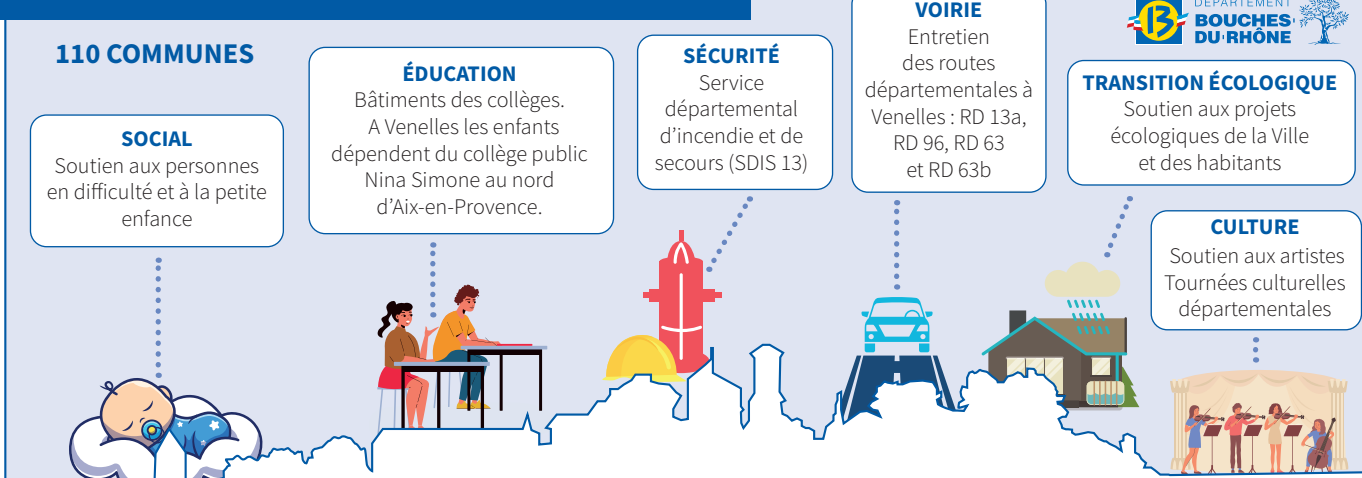 110 COMMUNES
SOCIAL
Soutien aux personnes
en difficulté et à la petite
enfance
ÉDUCATION
Bâtiments des collèges.
A Venelles les enfants
dépendent du collège public
Nina Simone au nord
d’Aix-en-Provence.
SÉCURITÉ
Service
départemental
d’incendie et de
secours (SDIS 13)
VOIRIE
Entretien
des routes
départementales à
Venelles : RD 13a,
RD 96, RD 63
et RD 63b
DÉPARTEMENT
13 BOUCHES
DU RHÔNE
TRANSITION ÉCOLOGIQUE
Soutien aux projets
écologiques de la Ville
et des habitants
CULTURE
Soutien aux artistes
Tournées culturelles
départementales